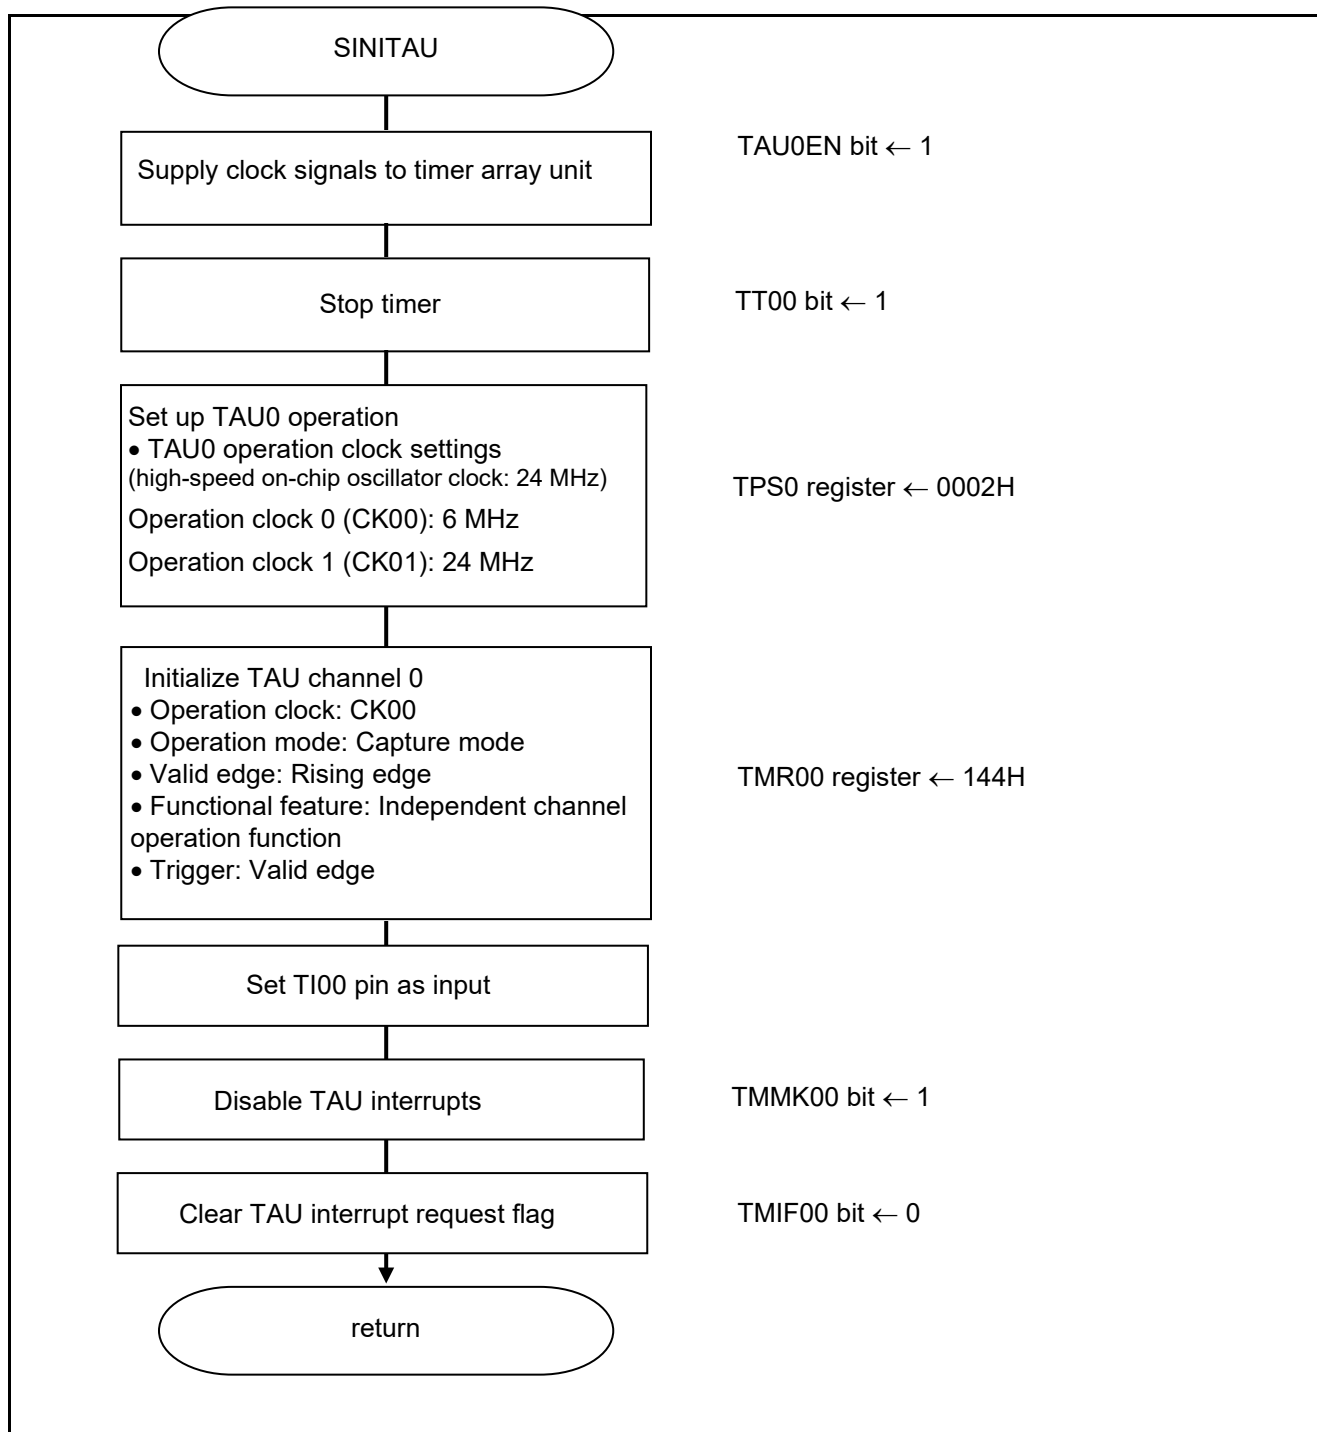 SINITAU
Supply clock signals to timer array unit
TAU0EN bit ← 1
Stop timer
TT00 bit ← 1
Set up TAU0 operation
• TAU0 operation clock settings
(high-speed on-chip oscillator clock: 24 MHz)
Operation clock 0 (CK00): 6 MHz
Operation clock 1 (CK01): 24 MHz
TPS0 register ← 0002H
Initialize TAU channel 0
• Operation clock: CK00
• Operation mode: Capture mode
• Valid edge: Rising edge
• Functional feature: Independent channel
operation function
• Trigger: Valid edge
TMR00 register ← 144H
Set TI00 pin as input
Disable TAU interrupts
TMMK00 bit ← 1
Clear TAU interrupt request flag
TMIF00 bit ← 0
return